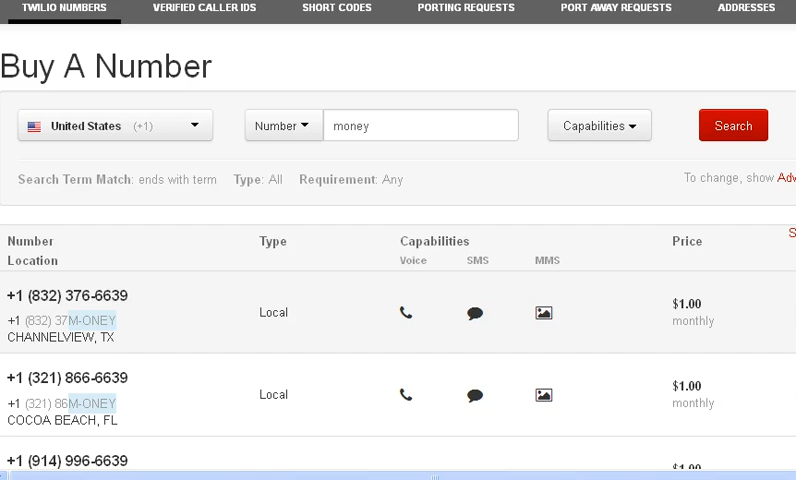 TWILIO NUMBERS VERIFIED CALLER IDS SHORT CODES PORTING REQUESTS PORT AWAY REQUESTS ADDRESSES
Buy A Number
United States (+1) Number money Capabilities Search
Search Term Match: ends with term Type: All Requirement: Any To change, show Adv
Number Type Capabilities Price S
Location Voice SMS MMS
+1 (832) 376-6639
Local $1.00
+1 (832) 37M-ONEY monthly
CHANNELVIEW, TX
+1 (321) 866-6639
Local $1.00
+1 (321) 86M-ONEY monthly
COCOA BEACH, FL
+1 (914) 996-6639
$1.00